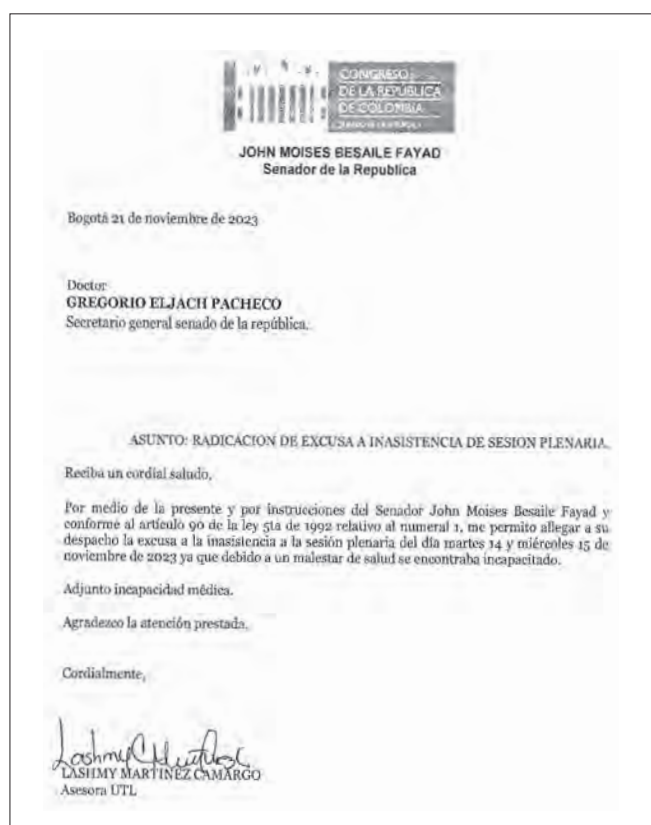 CONGRESO
DE LA REPÚBLICA
DE COLOMBIA
JOHN MOISES BESAILE FAYAD
Senador de la Republica
Bogotá 21 de noviembre de 2023
Doctor
GREGORIO ELJACH PACHECO
Secretario general senado de la república.
ASUNTO: RADICACION DE EXCUSA A INASISTENCIA DE SESION PLENARIA.
Reciba un cordial saludo,
Por medio de la presente y por instrucciones del Senador John Moises Besaile Fayad y
conforme al artículo 90 de la ley 5ta de 1992 relativo al numeral 1, me permito allegar a su
despacho la excusa a la inasistencia a la sesión plenaria del día martes 14 y miércoles 15 de
noviembre de 2023 ya que debido a un malestar de salud se encontraba incapacitado.
Adjunto incapacidad médica.
Agradezco la atención prestada.
Cordialmente,
LASHMY MARTINEZ CAMARGO
Asesora UTL